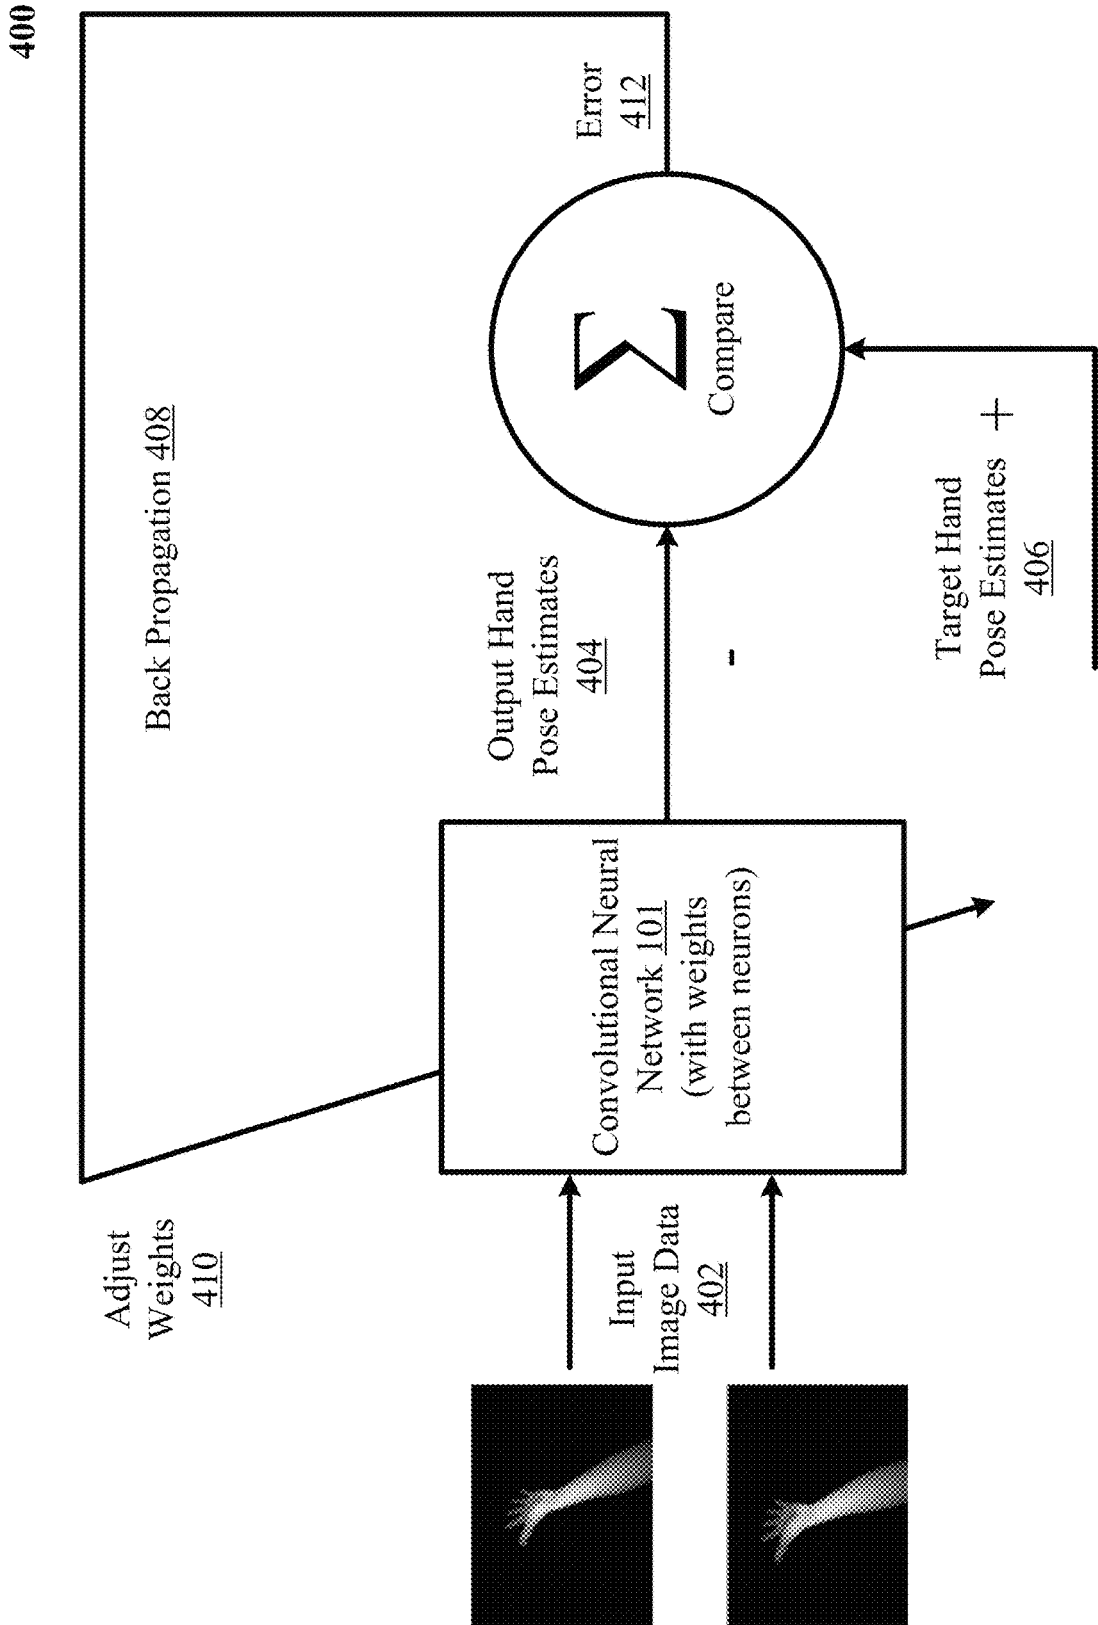 400
Back Propagation 408
Adjust
Weights
410
Error
412
Output Hand
Pose Estimates
404
Σ
Compare
-
Convolutional Neural
Network 101
(with weights
between neurons)
Input
Image Data
402
Target Hand
Pose Estimates +
406